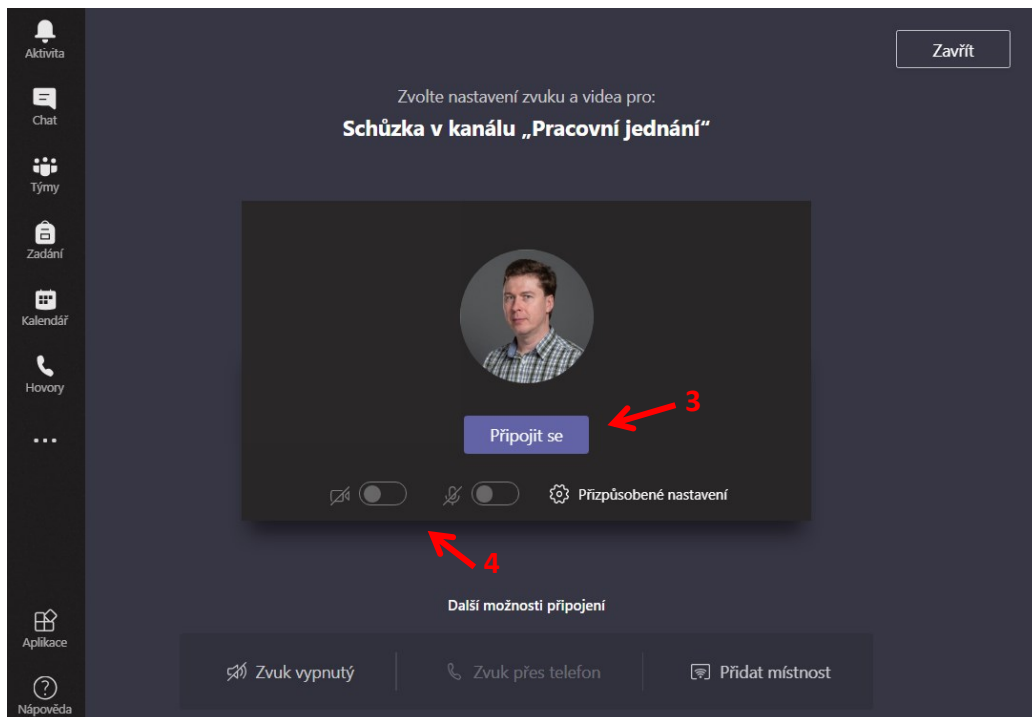 Aktivita
Chat
Týmy
Zadání
Kalendář
Hovory
Aplikace
Nápověda
Zavřít
Zvolte nastavení zvuku a videa pro:
Schůzka v kanálu „Pracovní jednání“
3
Připojit se
Přizpůsobené nastavení
4
Další možnosti připojení
Zvuk vypnutý
Zvuk přes telefon
Přidat místnost